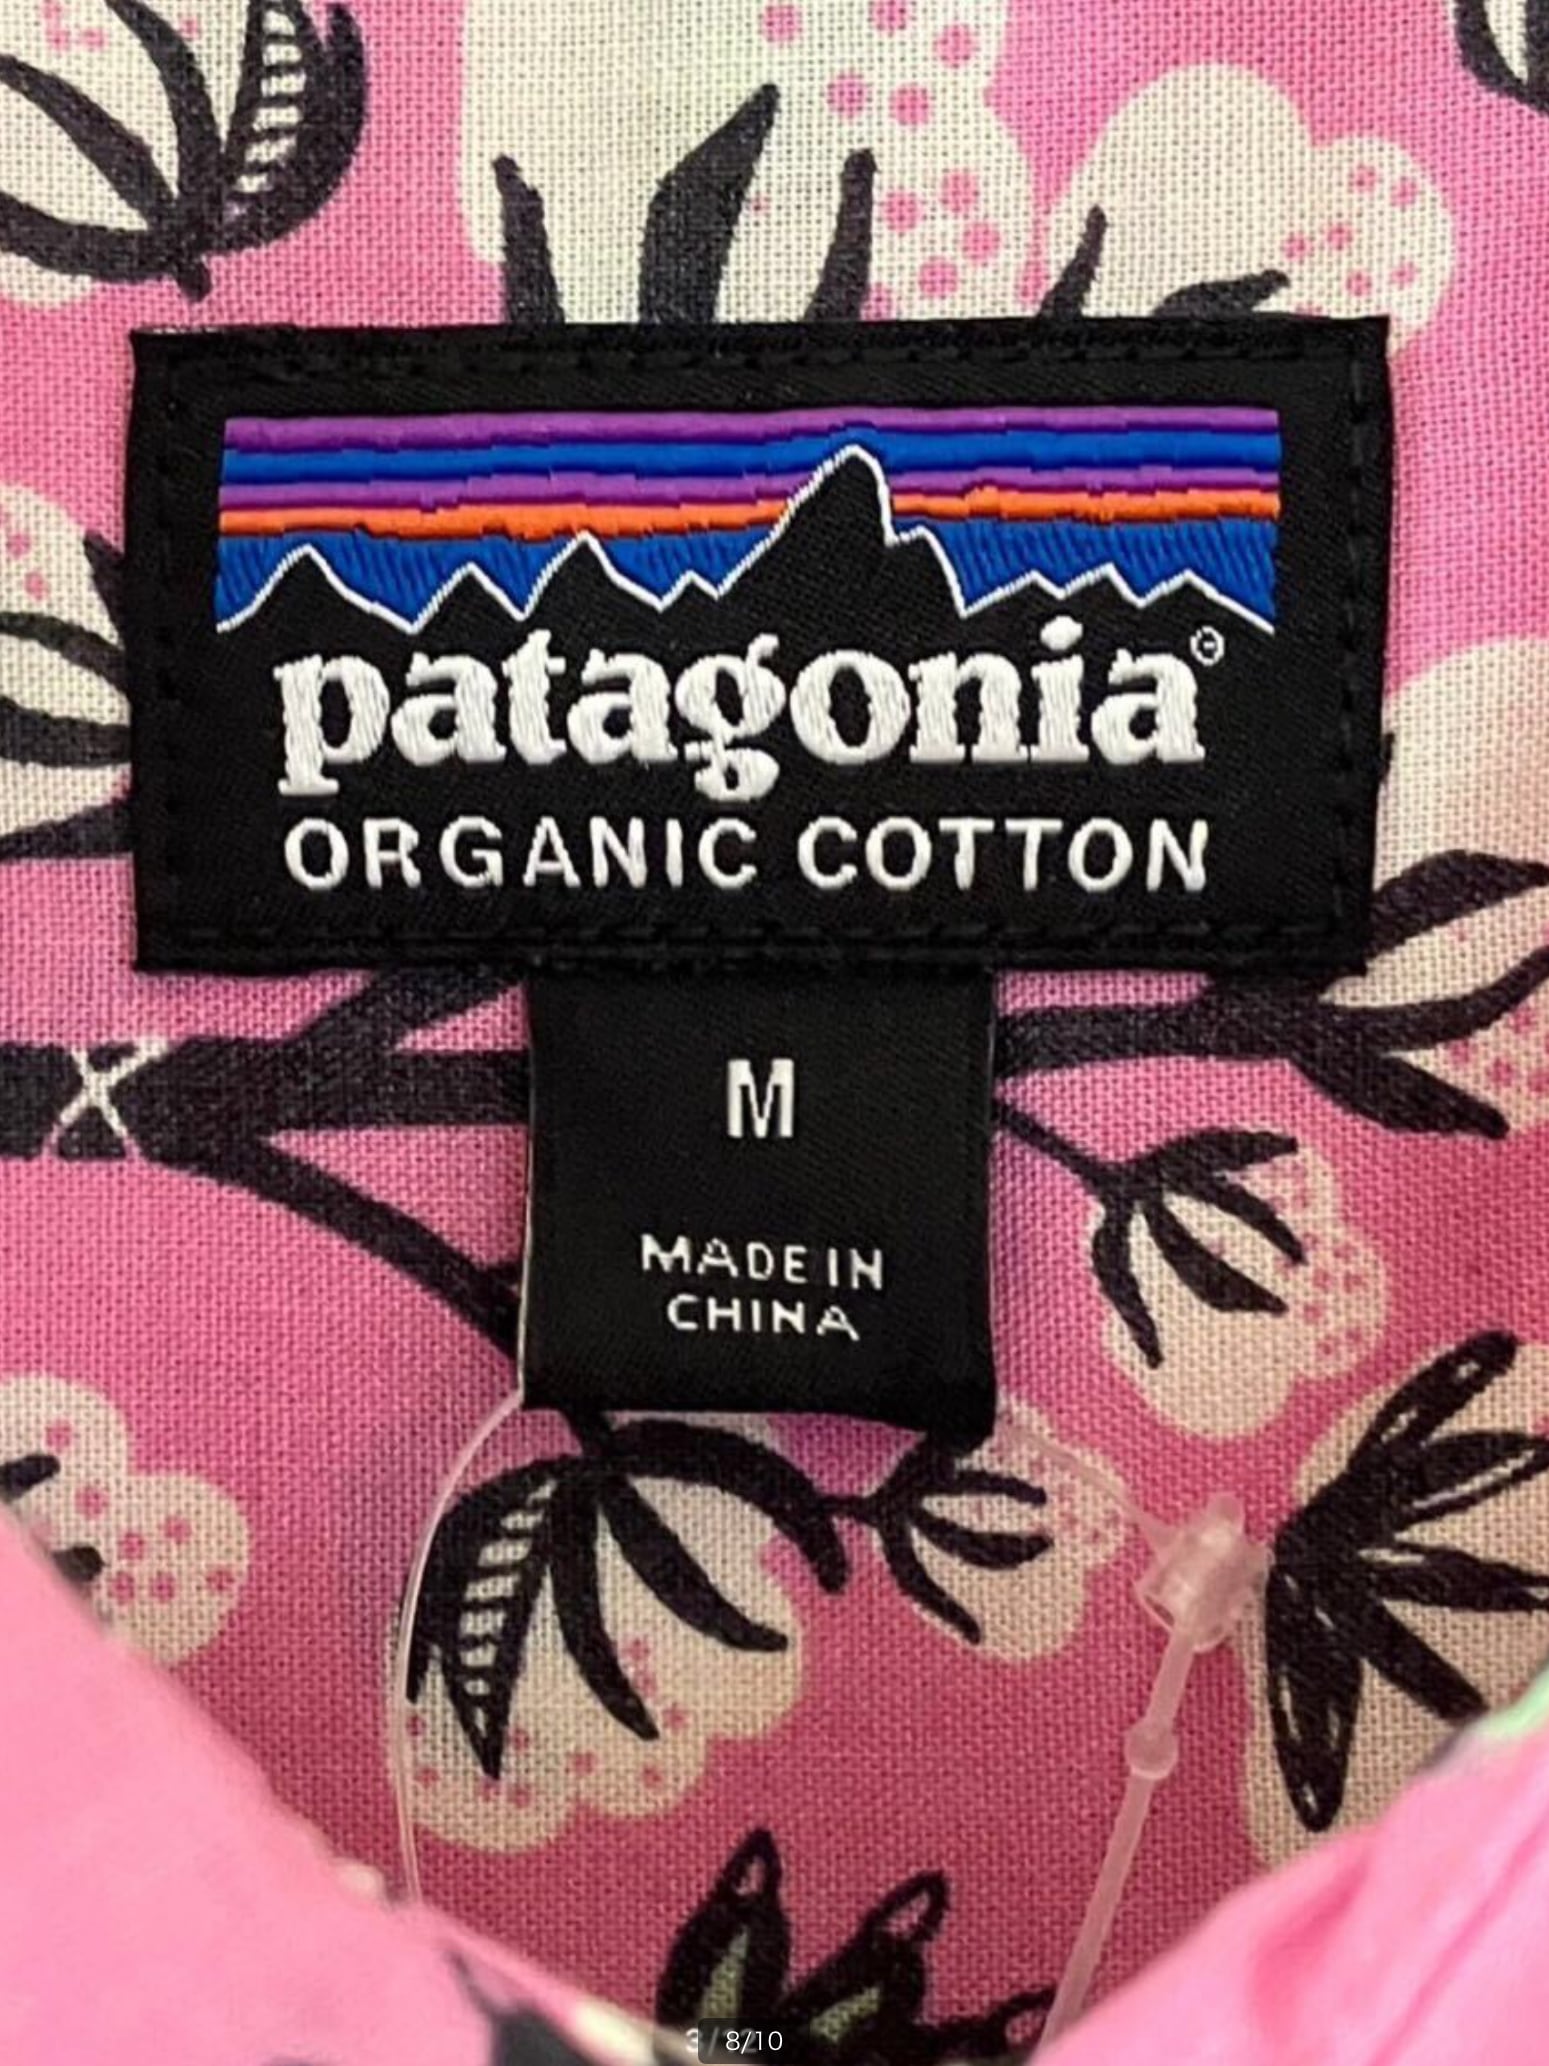 patagonia®
ORGANIC COTTON
M
MADE IN
CHINA
8/10